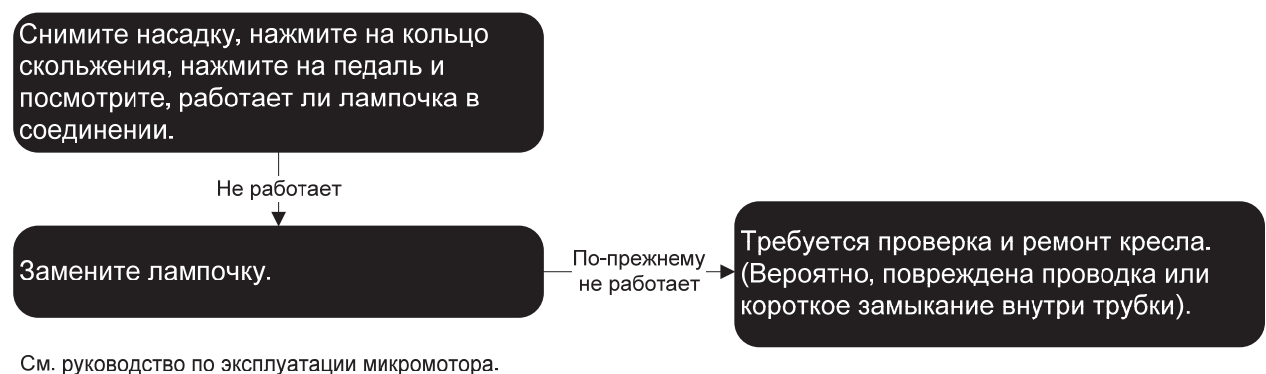 Снимите насадку, нажмите на кольцо
скольжения, нажмите на педаль и
посмотрите, работает ли лампочка в
соединении.
Не работает
Замените лампочку.
По-прежнему
не работает
Требуется проверка и ремонт кресла.
(Вероятно, повреждена проводка или
короткое замыкание внутри трубки).
См. руководство по эксплуатации микромотора.